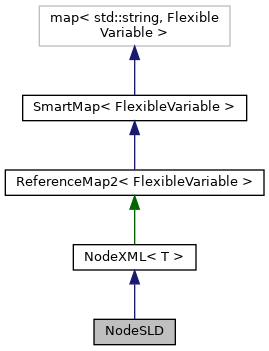 map< std::string, Flexible
Variable >
SmartMap< FlexibleVariable >
ReferenceMap2< FlexibleVariable >
NodeXML< T >
NodeSLD